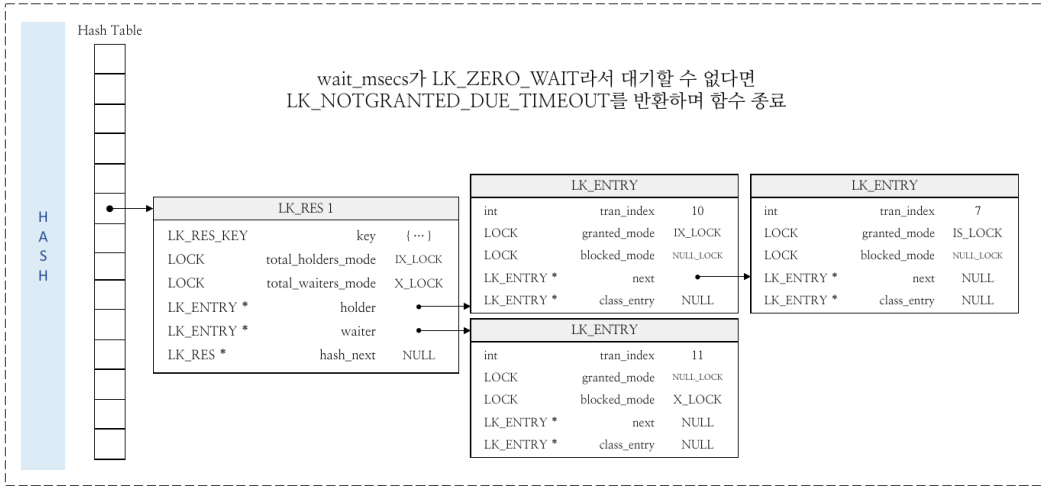 Hash Table
wait_msecs가 LK_ZERO_WAIT라서 대기할 수 없다면
LK_NOTGRANTED_DUE_TIMEOUT를 반환하며 함수 종료
H
A
S
H
LK_RES 1
LK_RES_KEY key { ··· }
LOCK total_holders_mode IX_LOCK
LOCK total_waiters_mode X_LOCK
LK_ENTRY * holder
LK_ENTRY * waiter
LK_RES * hash_next NULL
LK_ENTRY
int tran_index 10
LOCK granted_mode IX_LOCK
LOCK blocked_mode NULL_LOCK
LK_ENTRY * next
LK_ENTRY * class_entry NULL
LK_ENTRY
int tran_index 7
LOCK granted_mode IS_LOCK
LOCK blocked_mode NULL_LOCK
LK_ENTRY * next NULL
LK_ENTRY * class_entry NULL
LK_ENTRY
int tran_index 11
LOCK granted_mode NULL_LOCK
LOCK blocked_mode X_LOCK
LK_ENTRY * next NULL
LK_ENTRY * class_entry NULL